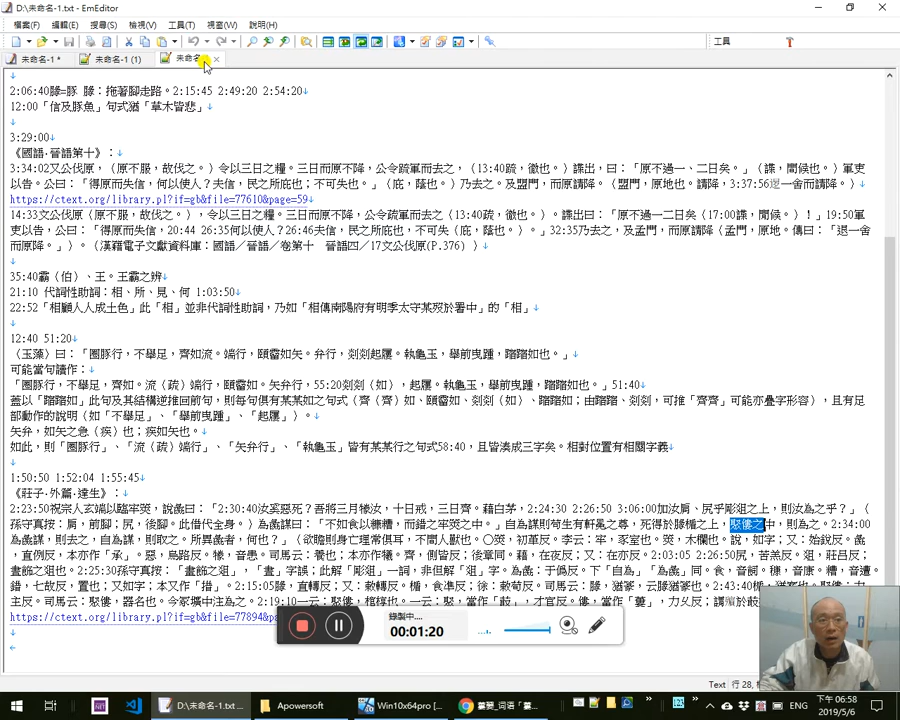 D:\未命名-1.txt - EmEditor
檔案(F) 編輯(E) 搜尋(S) 檢視(V) 工具(T) 視窗(W) 說明(H)
工具
未命名-1 * 未命名-1 (1) 未命名
2:06:40腞=豚 腞：拖著腳走路。2:15:45 2:49:20 2:54:20
12:00「信及豚魚」句式猶「草木皆悲」
3:29:00
《國語·晉語第十》：
3:34:02文公伐原，（原不服，故伐之。）令以三日之糧。三日而原不降，公令疏軍而去之，（13:40疏，徹也。）諜出，曰：「原不過一、二日矣。」（諜，間候也。）軍吏
以告。公曰：「得原而失信，何以使人？夫信，民之所庇也；不可失也。」（庇，蔭也。）乃去之。及盟門，而原請降。（盟門，原地也。請降，3:37:56逆一舍而請降。）
https://ctext.org/library.pl?if=gb&file=77610&page=59
14:33文公伐原（原不服，故伐之。），令以三日之糧。三日而原不降，公令疏軍而去之（13:40疏，徹也。）。諜出曰：「原不過一二日矣（17:00諜，間候。）！」19:50軍
吏以告，公曰：「得原而失信，20:44 26:35何以使人？26:46夫信，民之所庇也，不可失（庇，蔭也。）。」32:35乃去之，及孟門，而原請降（孟門，原地。傳曰：「退一舍
而原降。」）。（漢籍電子文獻資料庫：國語／晉語／卷第十　晉語四／17文公伐原(P.376) ）
35:40霸（伯）、王。王霸之辨
21:10 代詞性助詞：相、所、見、何 1:03:50
22:52「相顧人人成土色」此「相」並非代詞性助詞，乃如「相傳南陽府有明季太守某歿於署中」的「相」
12:40 51:20
〈玉藻〉曰：「圈豚行，不舉足，齊如流。端行，頤霤如矢。弁行，剡剡起屨。執龜玉，舉前曳踵，蹜蹜如也。」
可能當句讀作：
「圈豚行，不舉足，齊如。流（疏）端行，頤霤如。矢弁行，55:20剡剡（如），起屨。執龜玉，舉前曳踵，蹜蹜如也。」51:40
蓋以「蹜蹜如」此句及其結構逆推回前句，則每句俱有某某如之句式（齊（齊）如、頤霤如、剡剡（如）、蹜蹜如；由蹜蹜、剡剡，可推「齊齊」可能亦疊字形容），且有足
部動作的說明（如「不舉足」、「舉前曳踵」、「起屨」）。
矢弁，如矢之急（疾）也；疾如矢也。
如此，則「圈豚行」、「流（疏）端行」、「矢弁行」、「執龜玉」皆有某某行之句式58:40，且皆湊成三字矣。相對位置有相關字義
1:50:50 1:52:04 1:55:45
《莊子·外篇·達生》：
2:23:50祝宗人玄端以臨牢筴，說彘曰：「2:30:40汝奚惡死？吾將三月㹖汝，十日戒，三日齊。藉白茅，2:24:30 2:26:50 3:06:00加汝肩、尻乎彫俎之上，則汝為之乎？」（
孫守真按：肩，前腳；尻，後腳。此借代全身。）為彘謀曰：「不如食以糠糟，而錯之牢筴之中。」自為謀則苟生有軒冕之尊，死得於腞楯之上，聚僂之中，則為之。2:34:00
為彘謀，則去之，自為謀，則取之。所異彘者，何也？」
https://ctext.org/library.pl?if=gb&file=77894&p
錄製中....
00:01:20
Text 行 28,
D:\未命名-1.txt ... Apowersoft Win10x64pro [... ENG
下午 06:58
2019/5/6